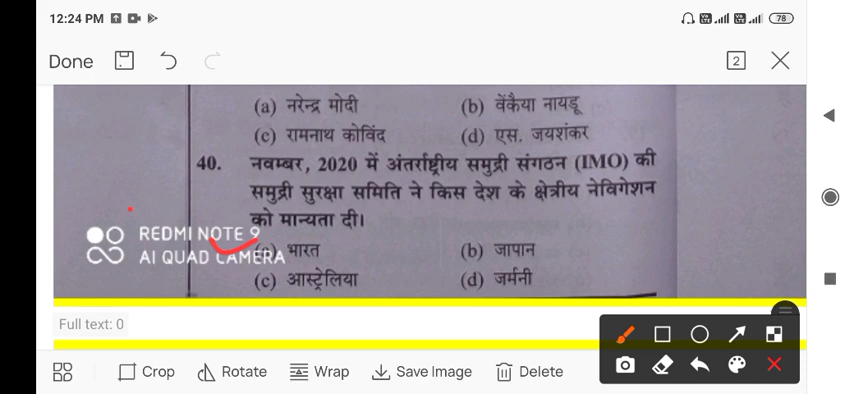 12:24 PM
78
Done
2
(a) नरेन्द्र मोदी (b) वेंकैया नायडू
(c) रामनाथ कोविंद (d) एस. जयशंकर
40. नवम्बर, 2020 में अंतर्राष्ट्रीय समुद्री संगठन (IMO) की
समुद्री सुरक्षा समिति ने किस देश के क्षेत्रीय नेविगेशन
को मान्यता दी।
REDMI NOTE 9
AI QUAD CAMERA
(a) भारत (b) जापान
(c) आस्ट्रेलिया (d) जर्मनी
Full text: 0
Crop Rotate Wrap Save Image Delete